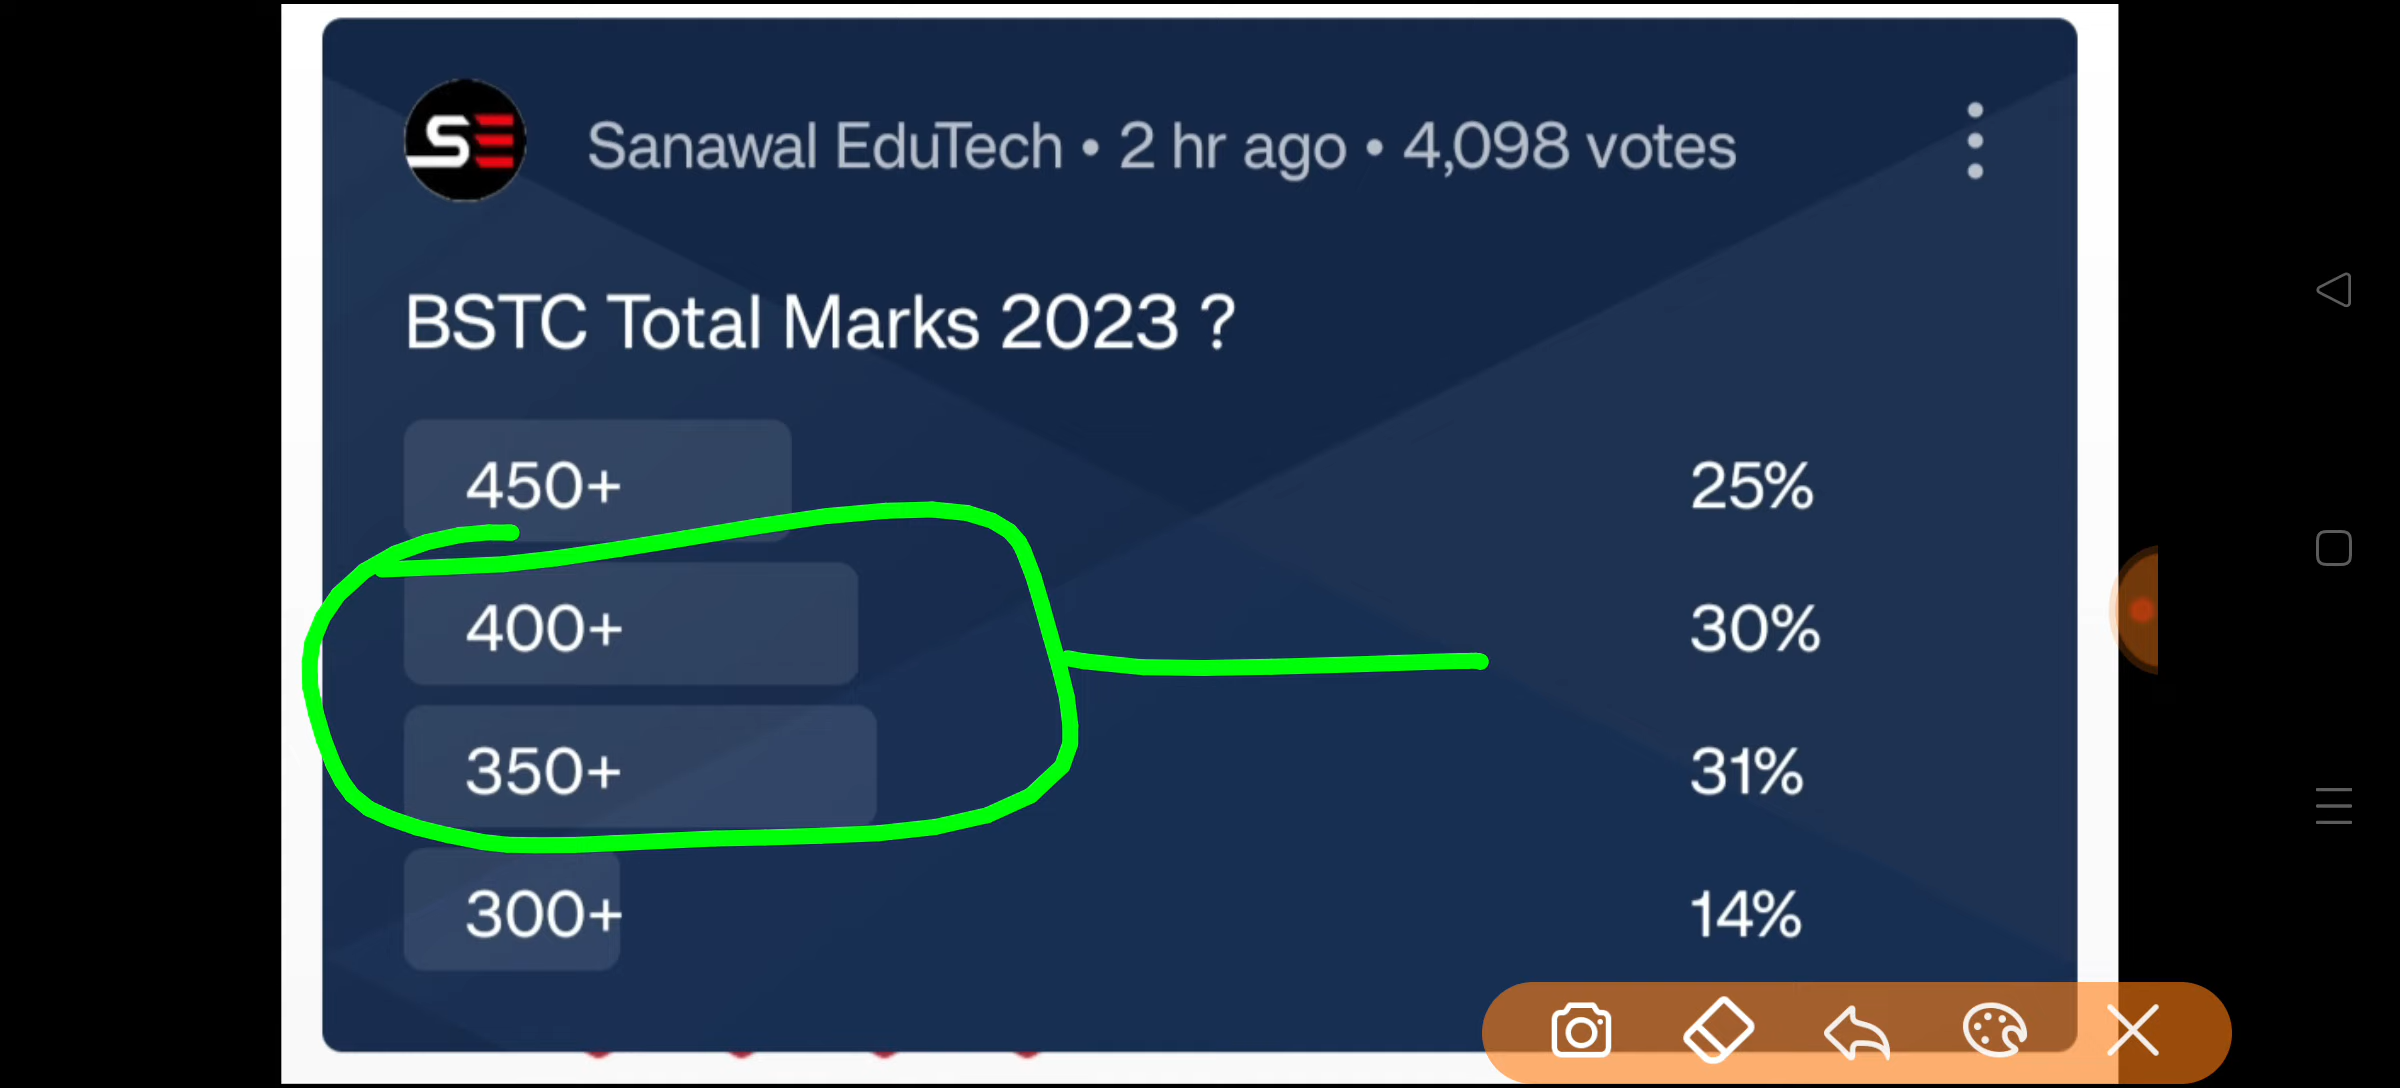 SE
Sanawal EduTech • 2 hr ago • 4,098 votes
BSTC Total Marks 2023 ?
450+ 25%
400+ 30%
350+ 31%
300+ 14%